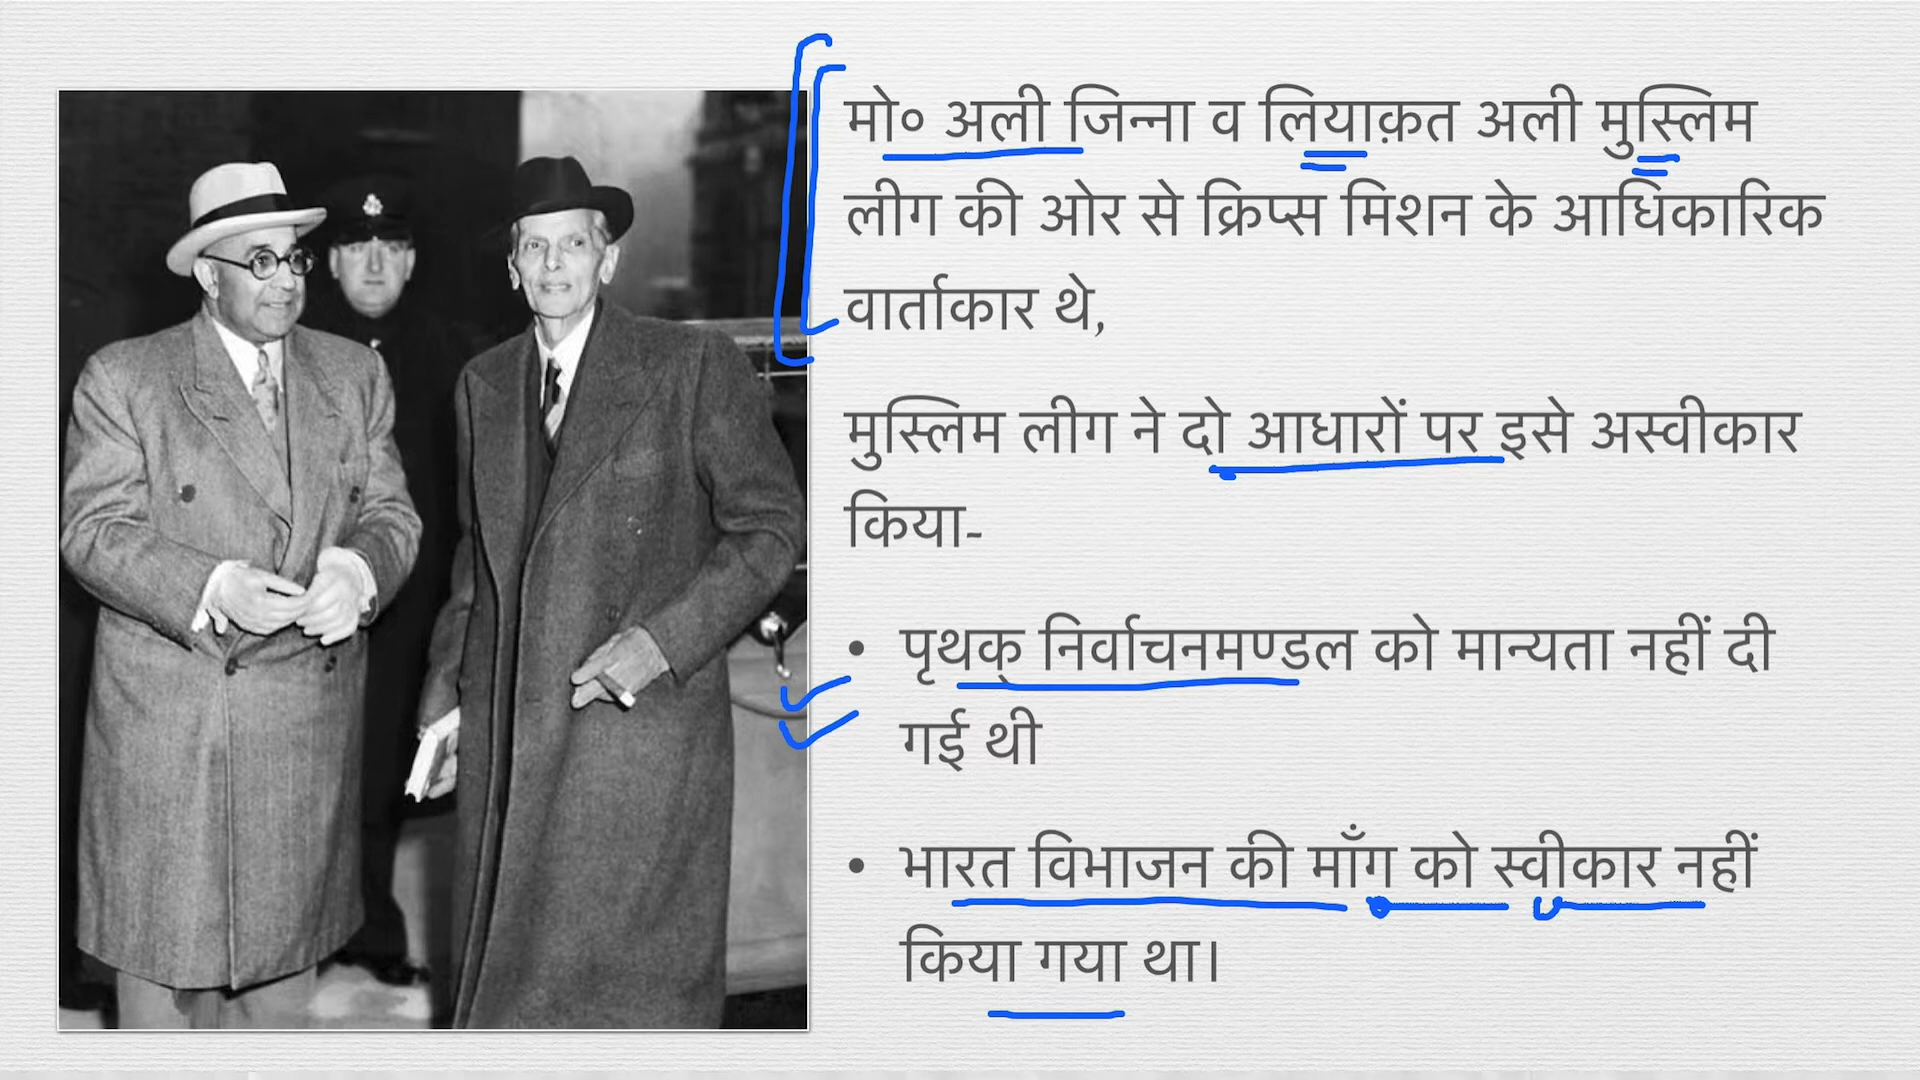 मो० अली जिन्ना व लियाक़त अली मुस्लिम
लीग की ओर से क्रिप्स मिशन के आधिकारिक
वार्ताकार थे,
मुस्लिम लीग ने दो आधारों पर इसे अस्वीकार
किया-
• पृथक् निर्वाचनमण्डल को मान्यता नहीं दी
गई थी
• भारत विभाजन की माँग को स्वीकार नहीं
किया गया था।